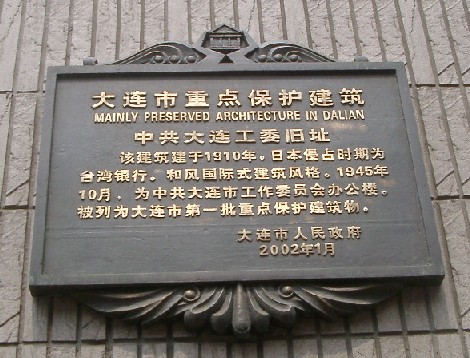 大连市重点保护建筑
MAINLY PRESERVED ARCHITECTURE IN DALIAN
中共大连工委旧址
该建筑建于1910年。日本侵占时期为
台湾银行。和风国际式建筑风格。1945年
10月，为中共大连市工作委员会办公楼。
被列为大连市第一批重点保护建筑物。
大连市人民政府
2002年1月